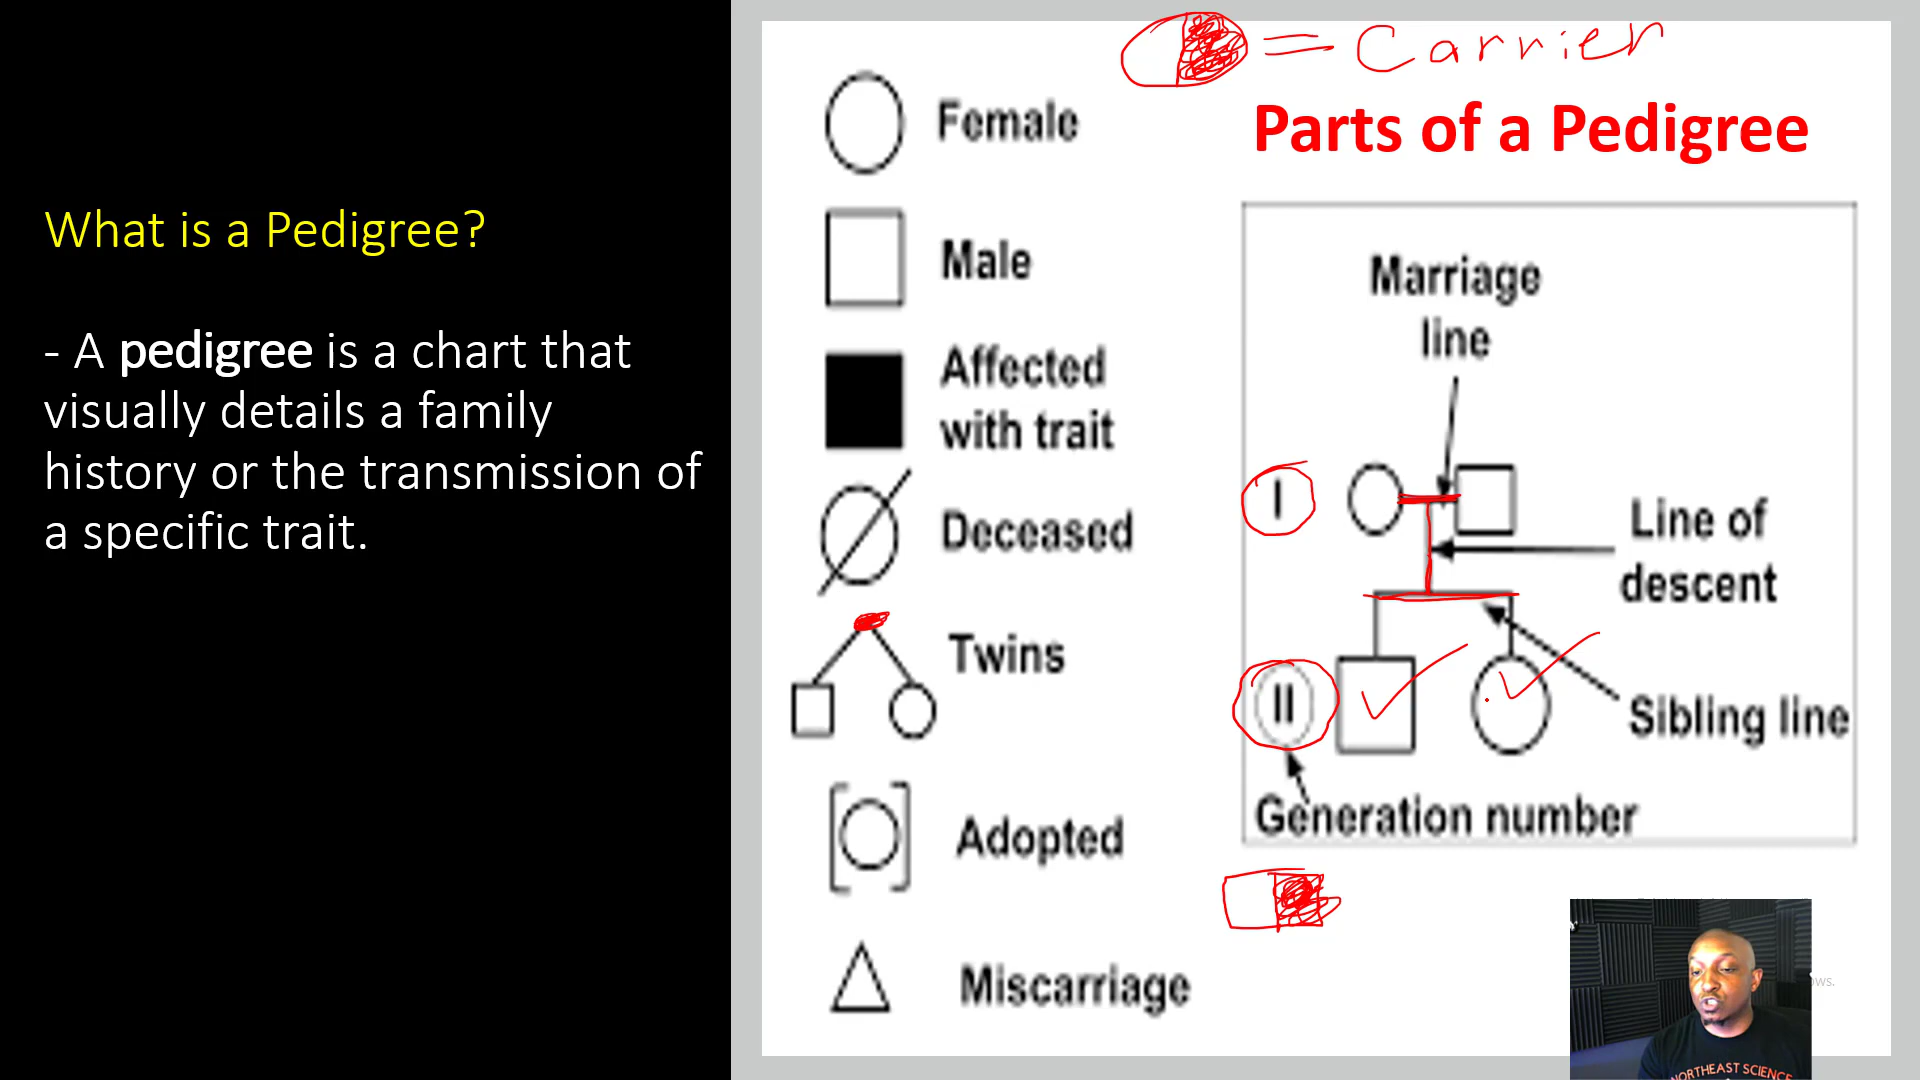 What is a Pedigree?
- A pedigree is a chart that
visually details a family
history or the transmission of
a specific trait.
= Carrier
Parts of a Pedigree
Female
Male
Affected
with trait
Deceased
Twins
Adopted
Miscarriage
Marriage
line
I
Line of
descent
II
Sibling line
Generation number
NORTHEAST SCIENCE